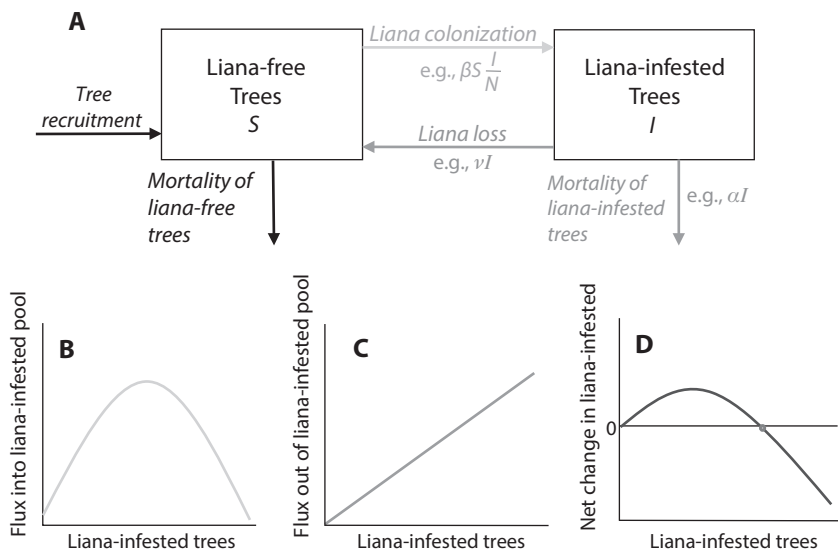 A
Liana-free
Trees
S
Liana colonization
e.g., βS I/N
Liana-infested
Trees
I
Tree
recruitment
Liana loss
e.g., νI
Mortality of
liana-free
trees
Mortality of
liana-infested
trees
e.g., αI
B
Flux into liana-infested pool
Liana-infested trees
C
Flux out of liana-infested pool
Liana-infested trees
D
Net change in liana-infested
0
Liana-infested trees